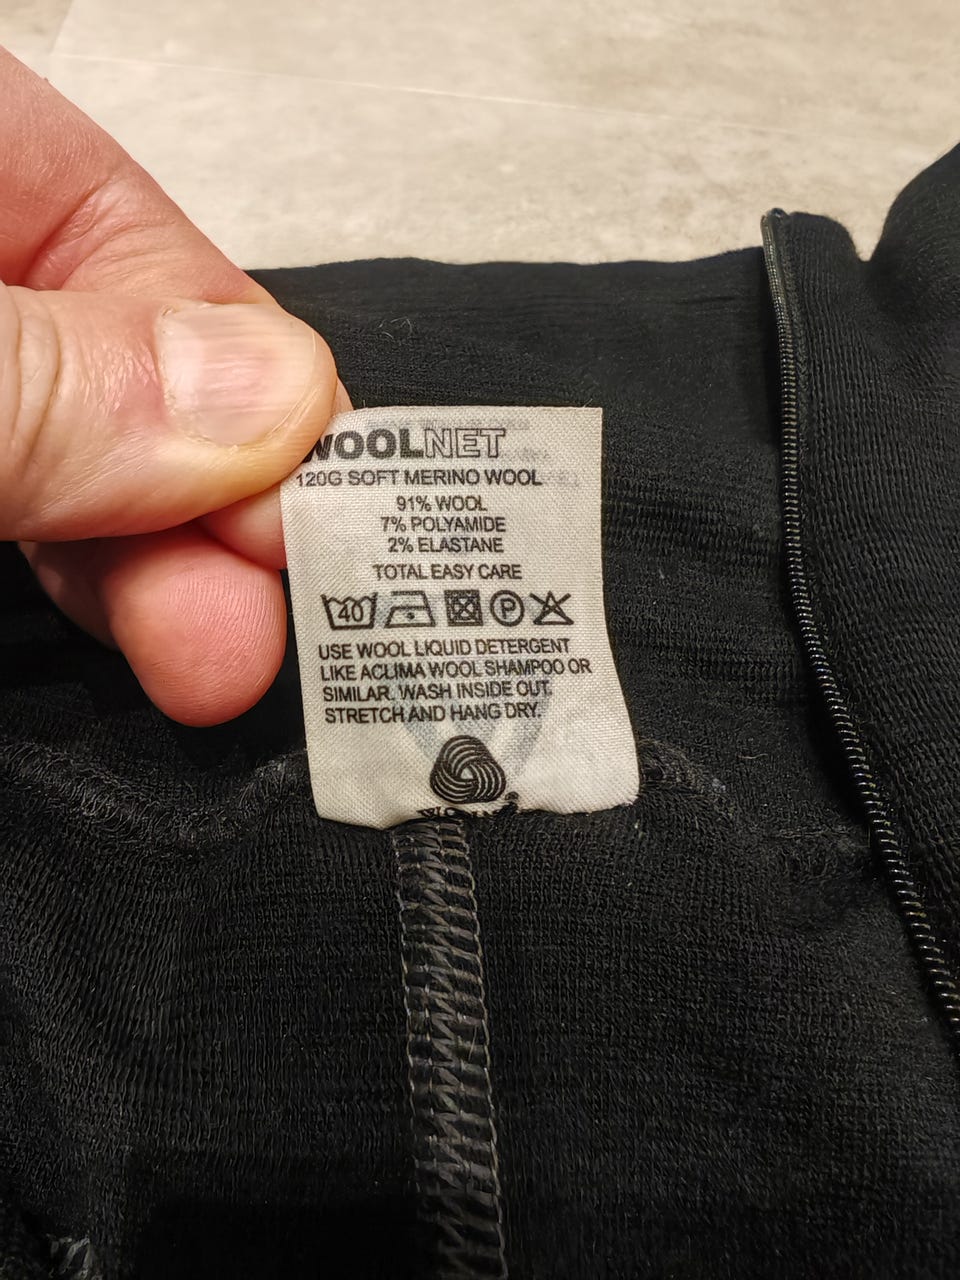 WOOLNET
120G SOFT MERINO WOOL
91% WOOL
7% POLYAMIDE
2% ELASTANE
TOTAL EASY CARE
40 P
USE WOOL LIQUID DETERGENT
LIKE ACLIMA WOOL SHAMPOO OR
SIMILAR. WASH INSIDE OUT.
STRETCH AND HANG DRY.